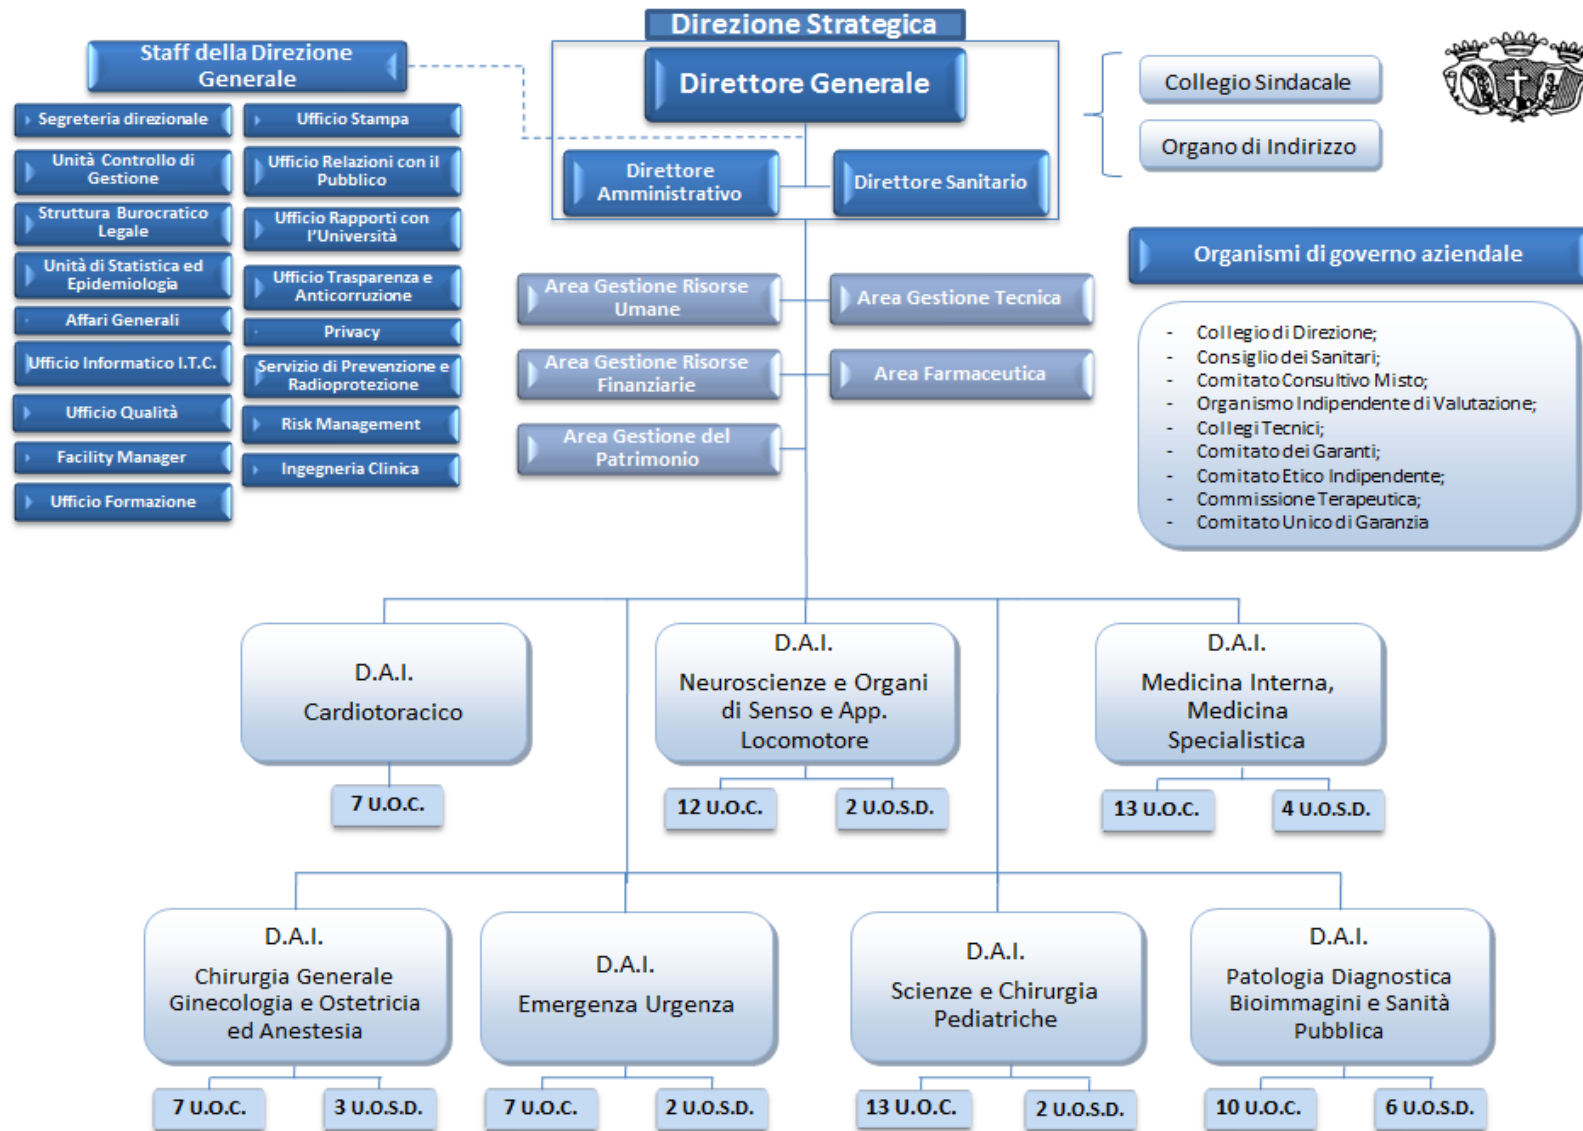 Direzione Strategica
Direttore Generale
Direttore
Amministrativo
Direttore Sanitario
Staff della Direzione
Generale
Segreteria direzionale
Unità Controllo di
Gestione
Struttura Burocratico
Legale
Unità di Statistica ed
Epidemiologia
Affari Generali
Ufficio Informatico I.T.C.
Ufficio Qualità
Facility Manager
Ufficio Formazione
Ufficio Stampa
Ufficio Relazioni con il
Pubblico
Ufficio Rapporti con
l'Università
Ufficio Trasparenza e
Anticorruzione
Privacy
Servizio di Prevenzione e
Radioprotezione
Risk Management
Ingegneria Clinica
Collegio Sindacale
Organo di Indirizzo
Area Gestione Risorse
Umane
Area Gestione Tecnica
Area Gestione Risorse
Finanziarie
Area Farmaceutica
Area Gestione del
Patrimonio
Organismi di governo aziendale
- Collegio di Direzione;
- Consiglio dei Sanitari;
- Comitato Consultivo Misto;
- Organismo Indipendente di Valutazione;
- Collegi Tecnici;
- Comitato dei Garanti;
- Comitato Etico Indipendente;
- Commissione Terapeutica;
- Comitato Unico di Garanzia
D.A.I.
Cardiotoracico
7 U.O.C.
D.A.I.
Neuroscienze e Organi
di Senso e App.
Locomotore
12 U.O.C.
2 U.O.S.D.
D.A.I.
Medicina Interna,
Medicina
Specialistica
13 U.O.C.
4 U.O.S.D.
D.A.I.
Chirurgia Generale
Ginecologia e Ostetricia
ed Anestesia
7 U.O.C.
3 U.O.S.D.
D.A.I.
Emergenza Urgenza
7 U.O.C.
2 U.O.S.D.
D.A.I.
Scienze e Chirurgia
Pediatriche
13 U.O.C.
2 U.O.S.D.
D.A.I.
Patologia Diagnostica
Bioimmagini e Sanità
Pubblica
10 U.O.C.
6 U.O.S.D.